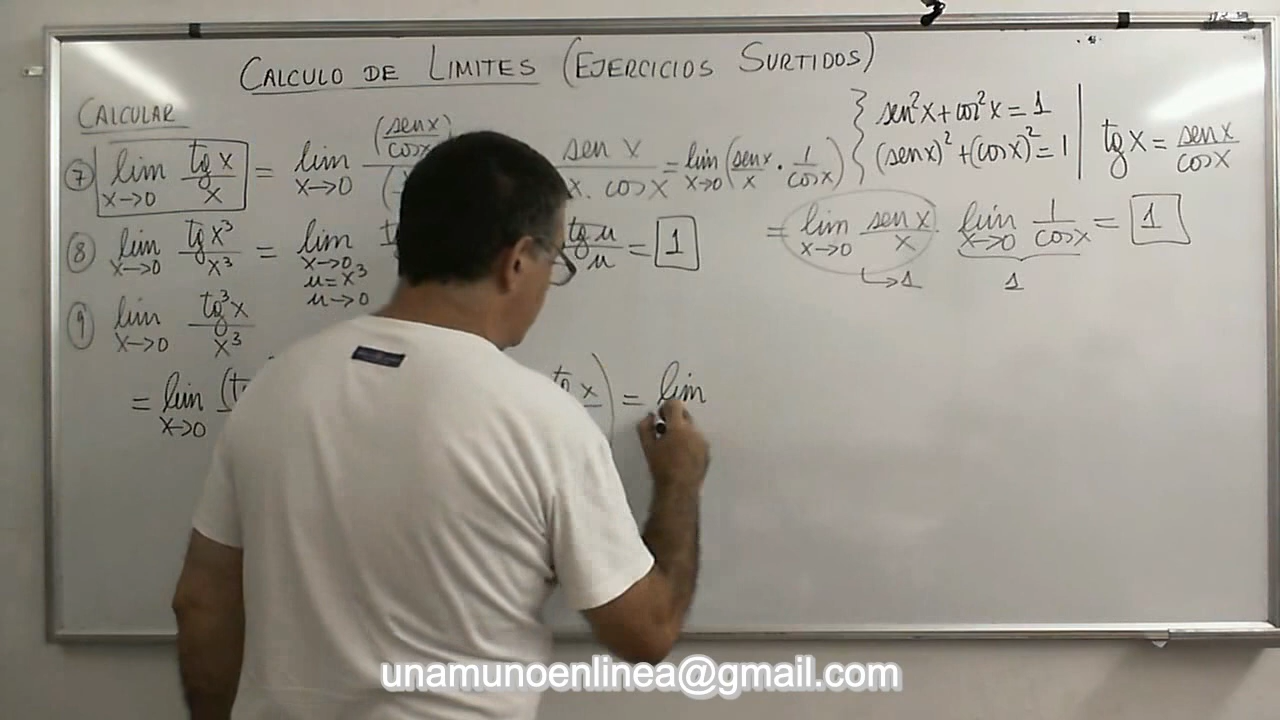 CALCULO DE LIMITES (EJERCICIOS SURTIDOS)
CALCULAR
⑦ lim x→0 tg x / x = lim x→0 (sen x / cos x) / ( sen x / x. cos x = lim x→0 (sen x / x · 1 / cos x)
{ sen²x + cos²x = 1
(sen x)² + (cos x)² = 1
tg x = sen x / cos x
= lim x→0 sen x / x · lim x→0 1 / cos x = 1
↳1 1
⑧ lim x→0 tg x³ / x³ = lim x→0 tg u / u = 1
u = x³
u→0
⑨ lim x→0 tg³x / x³
= lim x→0 (t tg x ) = lim
unamunoenlinea@gmail.com